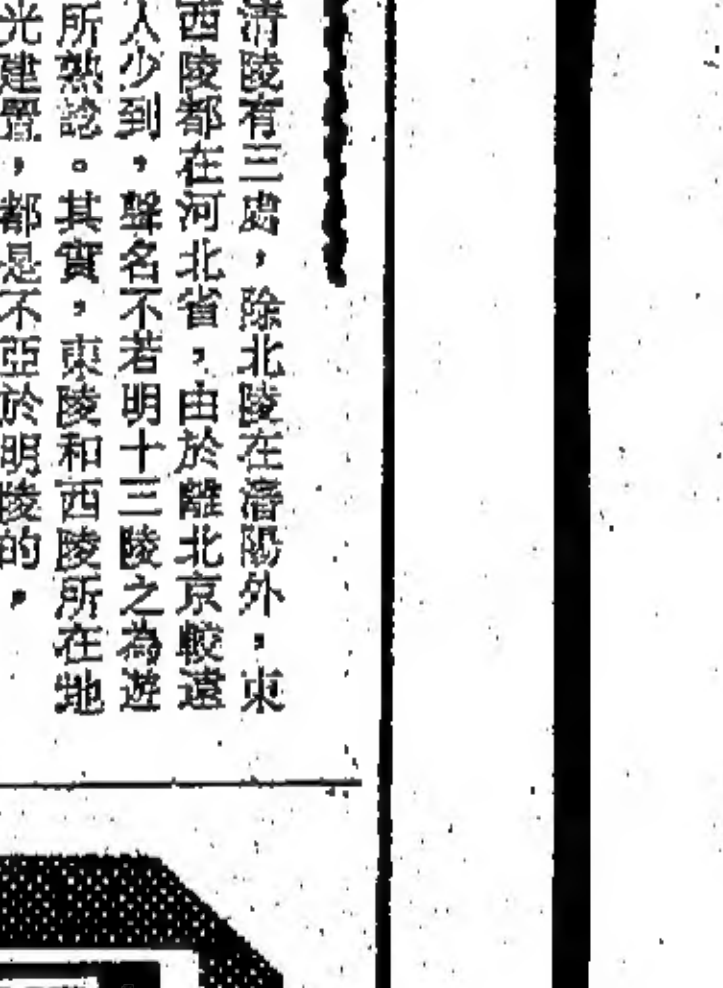 清陵有三處，除北陵在瀋陽外，東
西陵都在河北省，由於離北京較遠
人少到，聲名不若明十三陵之為遊
所熟諗。其實，東陵和西陵所在地
光建置，都是不亞於明陵的，